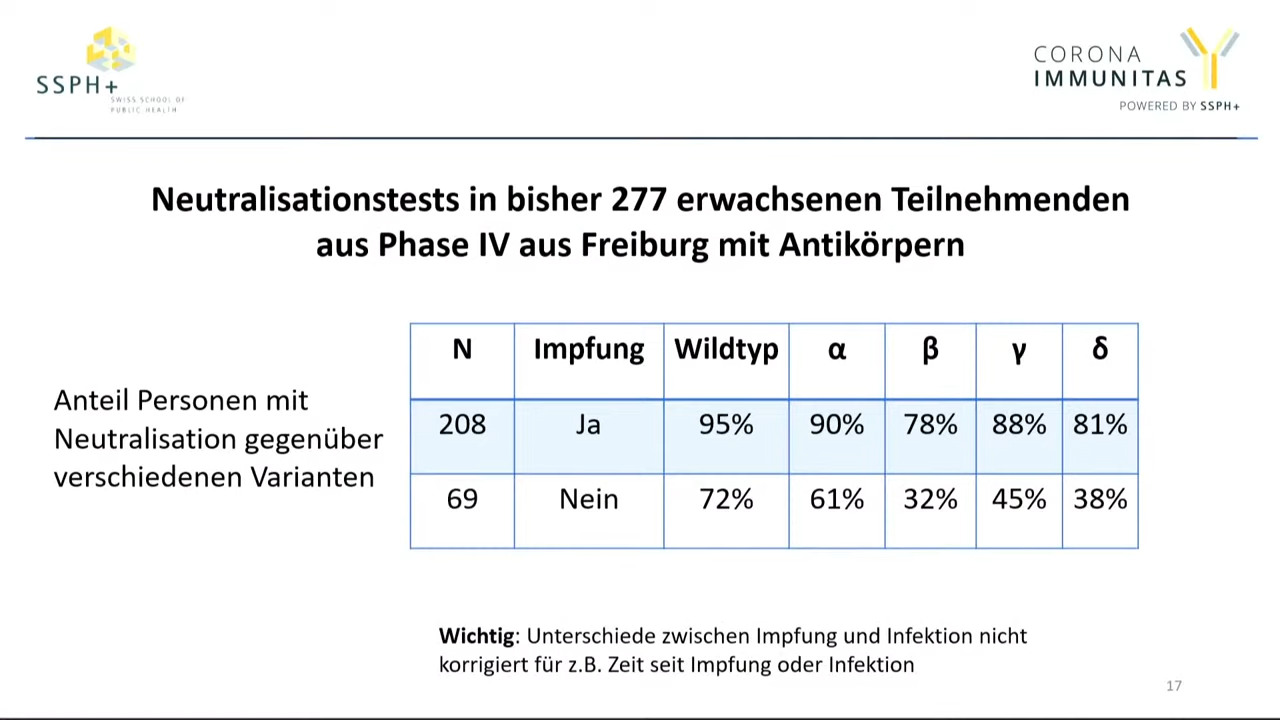 SSPH+
SWISS SCHOOL OF
PUBLIC HEALTH
CORONA
IMMUNITAS
POWERED BY SSPH+
Neutralisationstests in bisher 277 erwachsenen Teilnehmenden
aus Phase IV aus Freiburg mit Antikörpern
Anteil Personen mit
Neutralisation gegenüber
verschiedenen Varianten
N Impfung Wildtyp α β γ δ
208 Ja 95% 90% 78% 88% 81%
69 Nein 72% 61% 32% 45% 38%
Wichtig: Unterschiede zwischen Impfung und Infektion nicht
korrigiert für z.B. Zeit seit Impfung oder Infektion
17